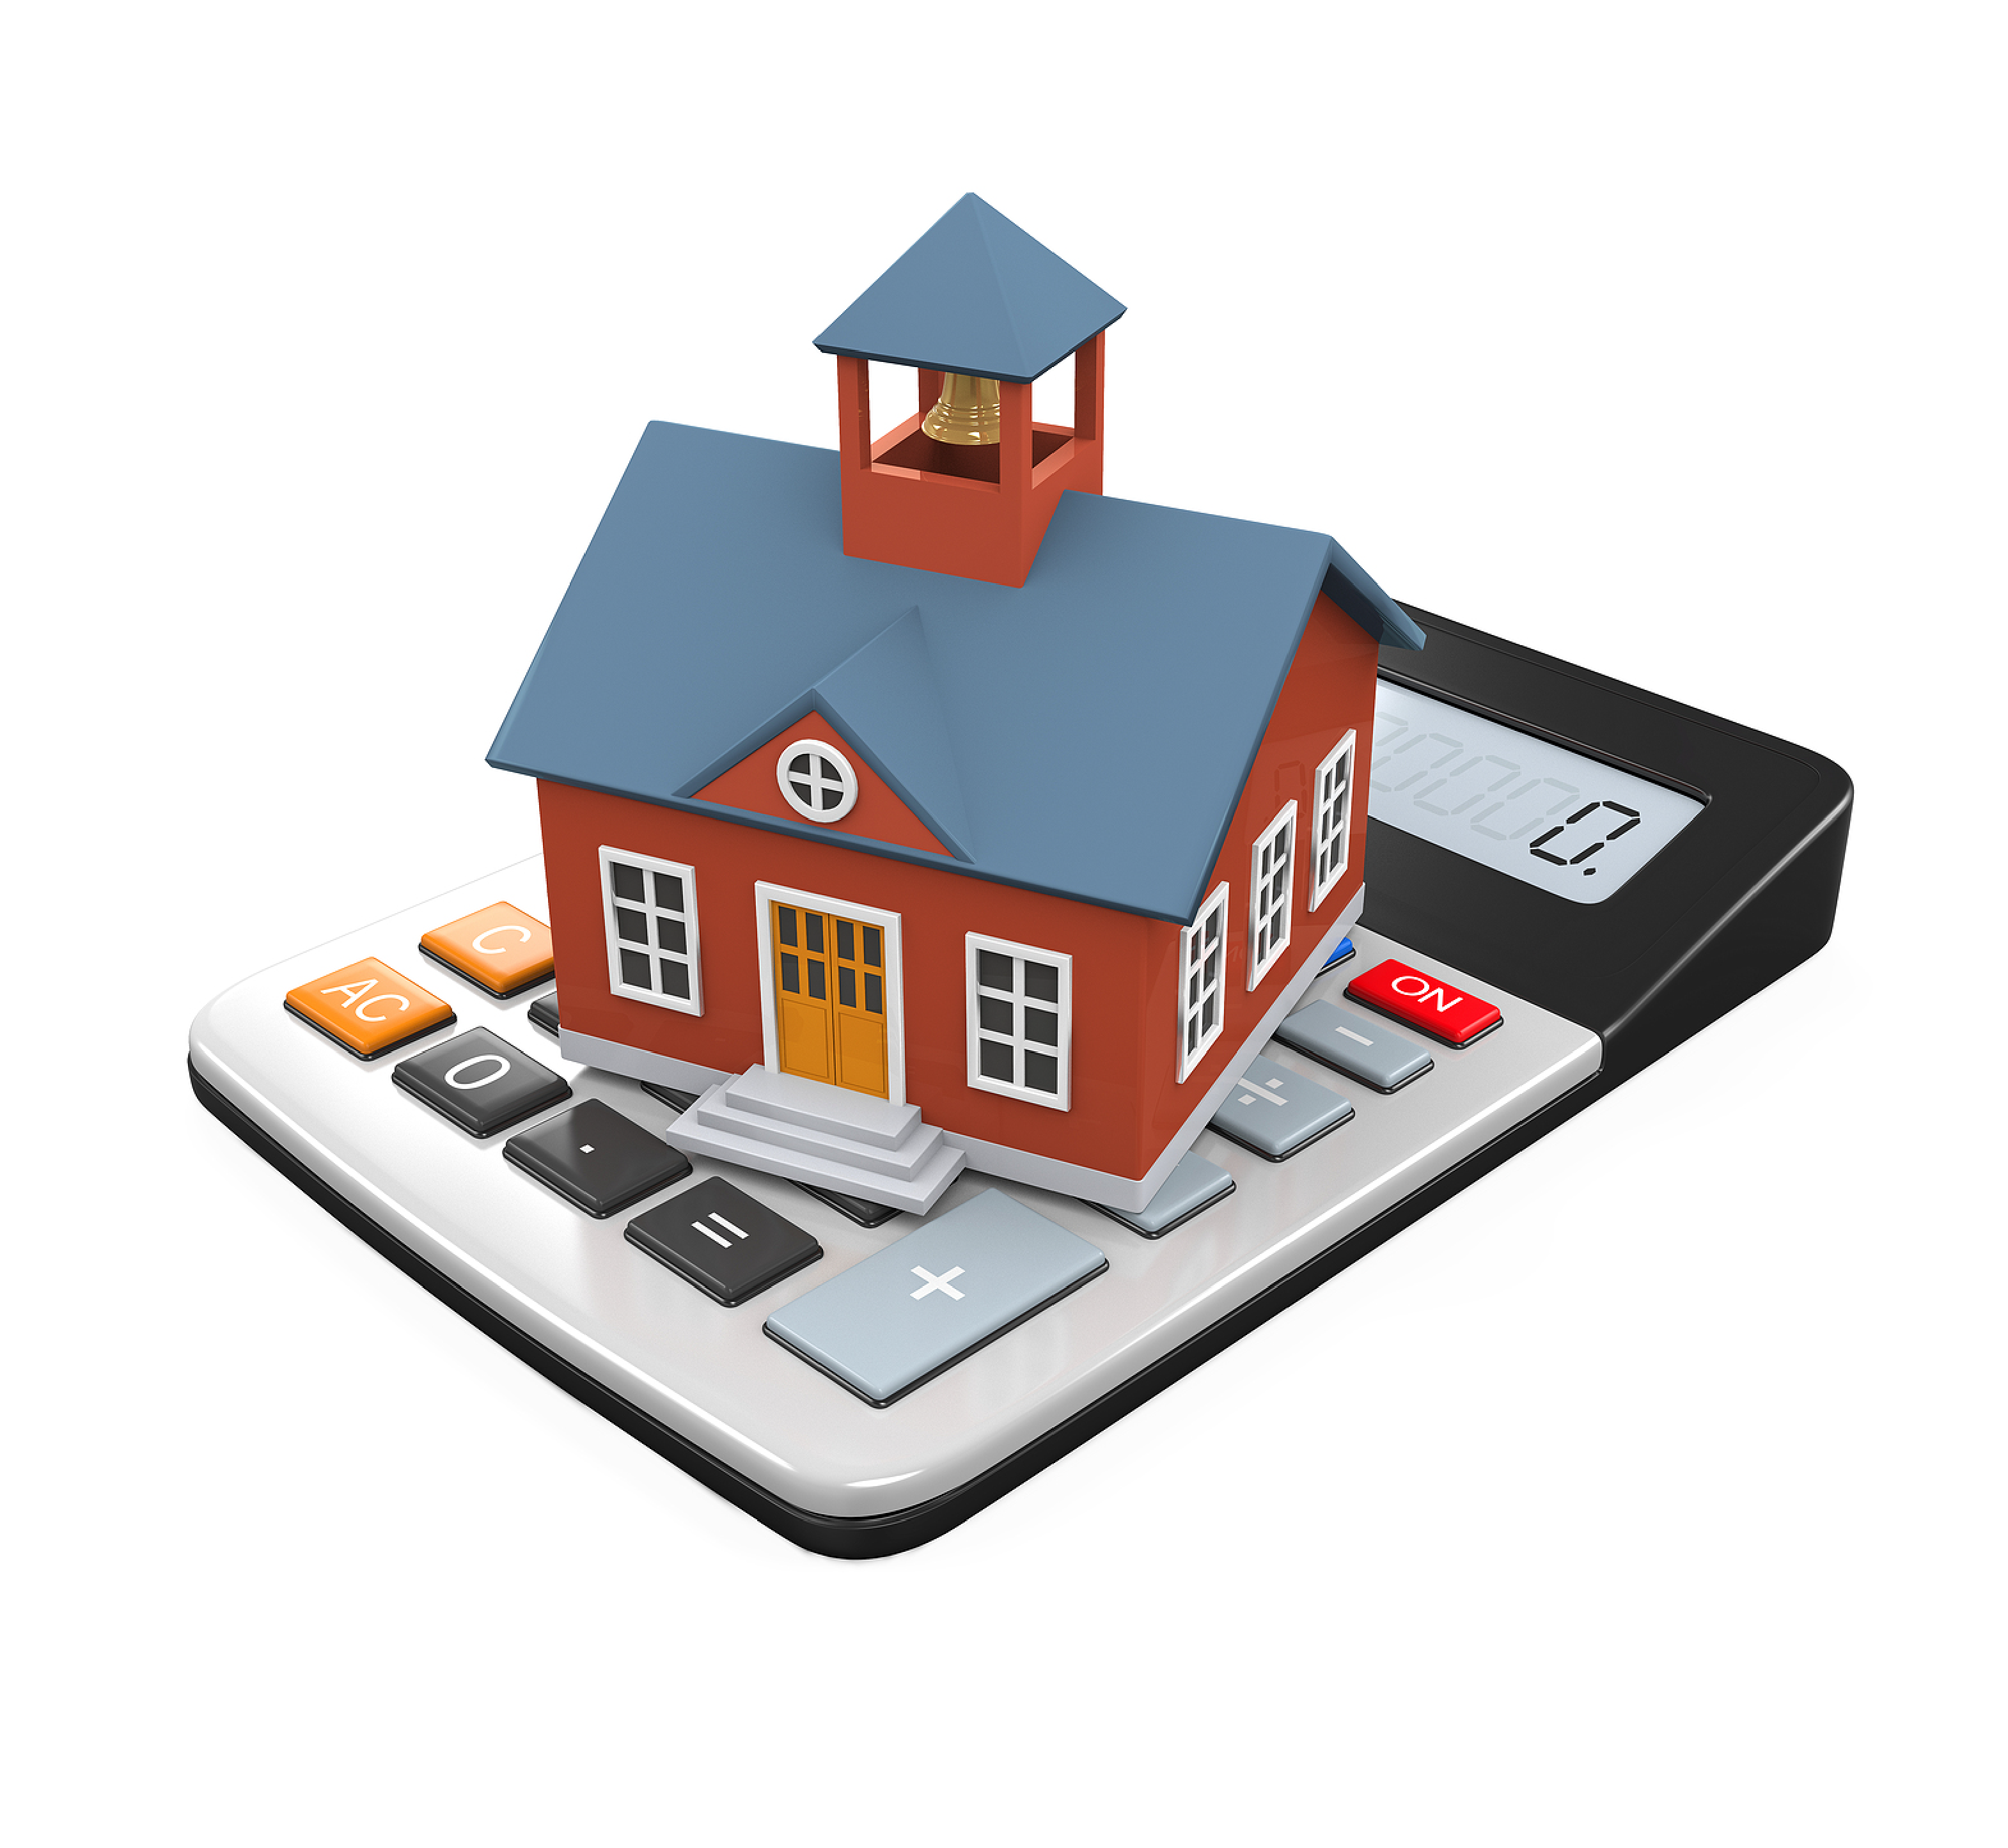 0.
ON
−
÷
C
AC
0
.
=
+